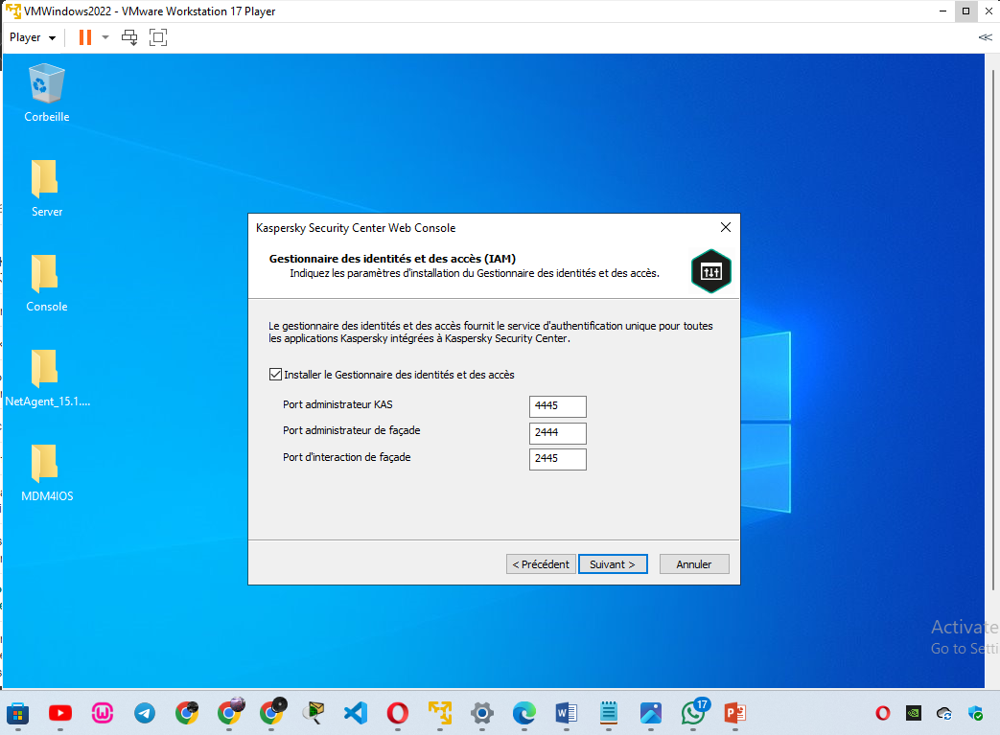 VMWindows2022 - VMware Workstation 17 Player
Player
Corbeille
Server
Console
NetAgent_15.1....
MDM4IOS
Kaspersky Security Center Web Console
Gestionnaire des identités et des accès (IAM)
Indiquez les paramètres d'installation du Gestionnaire des identités et des accès.
Le gestionnaire des identités et des accès fournit le service d'authentification unique pour toutes
les applications Kaspersky intégrées à Kaspersky Security Center.
Installer le Gestionnaire des identités et des accès
Port administrateur KAS 4445
Port administrateur de façade 2444
Port d'interaction de façade 2445
< Précédent Suivant > Annuler
Activate
Go to Setti
17